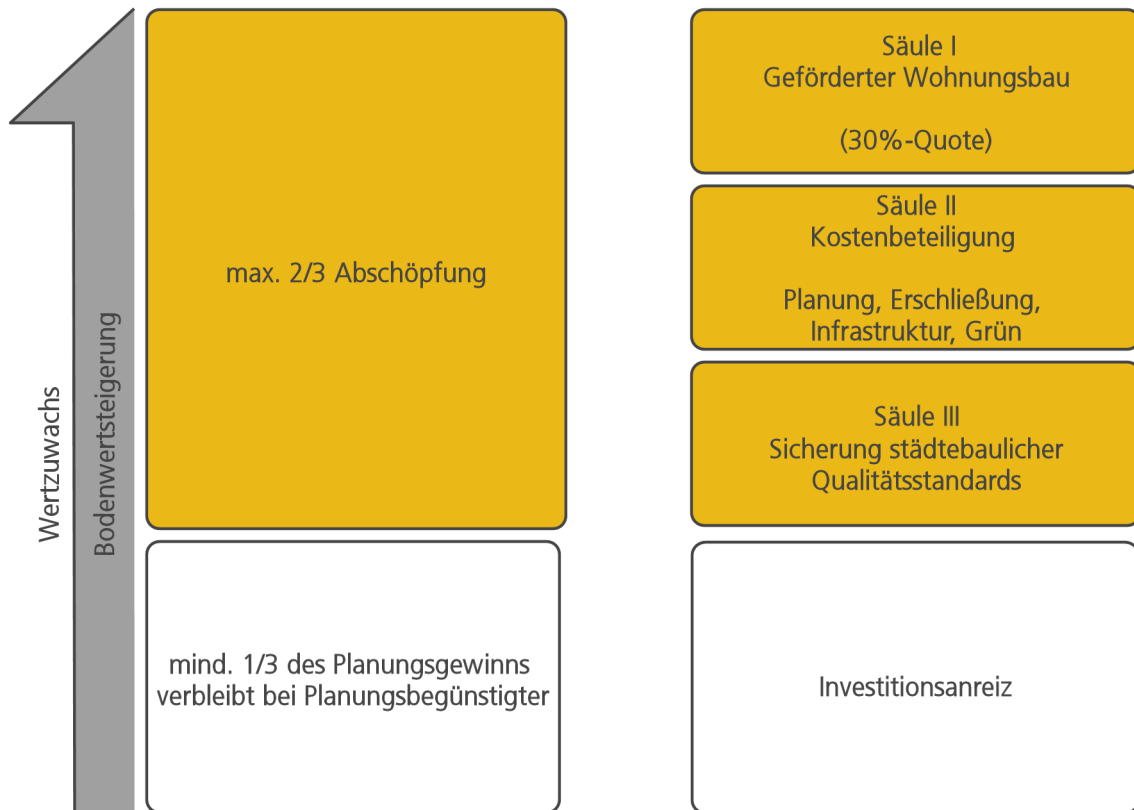 Wertzuwachs
Bodenwertsteigerung
max. 2/3 Abschöpfung
mind. 1/3 des Planungsgewinns
verbleibt bei Planungsbegünstigter
Säule I
Geförderter Wohnungsbau
(30%-Quote)
Säule II
Kostenbeteiligung
Planung, Erschließung,
Infrastruktur, Grün
Säule III
Sicherung städtebaulicher
Qualitätsstandards
Investitionsanreiz